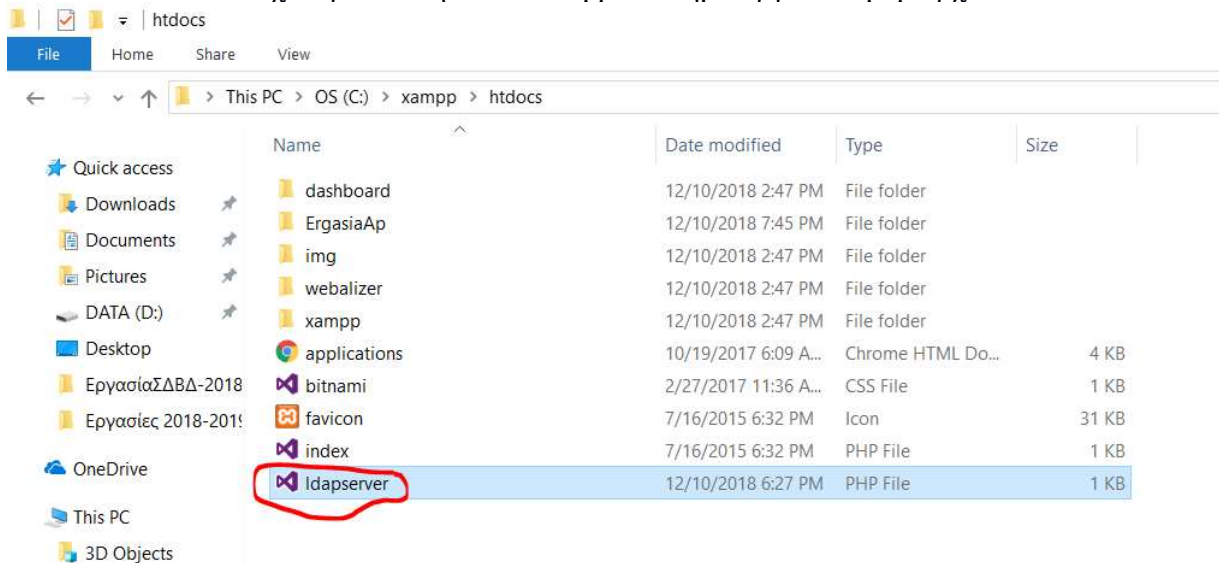 htdocs
File Home Share View
This PC > OS (C:) > xampp > htdocs
Name Date modified Type Size
Quick access
Downloads
Documents
Pictures
DATA (D:)
Desktop
ΕργασίαΣΔΒΔ-2018
Εργασίες 2018-201
OneDrive
This PC
3D Objects
dashboard 12/10/2018 2:47 PM File folder
ErgasiaAp 12/10/2018 7:45 PM File folder
img 12/10/2018 2:47 PM File folder
webalizer 12/10/2018 2:47 PM File folder
xampp 12/10/2018 2:47 PM File folder
applications 10/19/2017 6:09 A... Chrome HTML Do... 4 KB
bitnami 2/27/2017 11:36 A... CSS File 1 KB
favicon 7/16/2015 6:32 PM Icon 31 KB
index 7/16/2015 6:32 PM PHP File 1 KB
ldapserver 12/10/2018 6:27 PM PHP File 1 KB